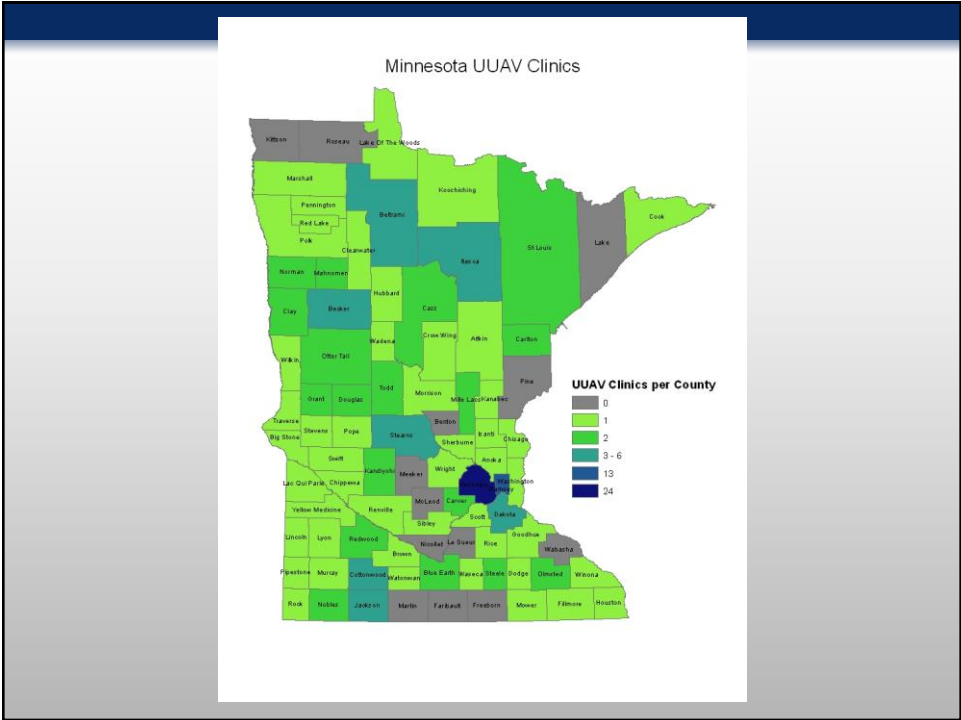 Minnesota UUAV Clinics
Kittson
Roseau
Lake Of The Woods
Marshall
Koochiching
Pennington
Red Lake
Polk
Beltrami
Cook
Lake
St Louis
Clearwater
Itasca
Norman
Mahnomen
Hubbard
Clay
Becker
Cass
Crow Wing
Aitkin
Carlton
Wadena
Wilkin
Otter Tail
Pine
Todd
Morrison
Mille Lacs
Kanabec
Grant
Douglas
Traverse
Big Stone
Stevens
Pope
Stearns
Benton
Isanti
Chisago
Sherburne
Anoka
Swift
Kandiyohi
Meeker
Wright
Washington
Lac Qui Parle
Chippewa
McLeod
Carver
Dakota
Yellow Medicine
Renville
Scott
Sibley
Goodhue
Lincoln
Lyon
Redwood
Nicollet
Le Sueur
Rice
Wabasha
Brown
Pipestone
Murray
Cottonwood
Watonwan
Blue Earth
Waseca
Steele
Dodge
Olmsted
Winona
Rock
Nobles
Jackson
Martin
Faribault
Freeborn
Mower
Fillmore
Houston
UUAV Clinics per County
0
1
2
3 - 6
13
24